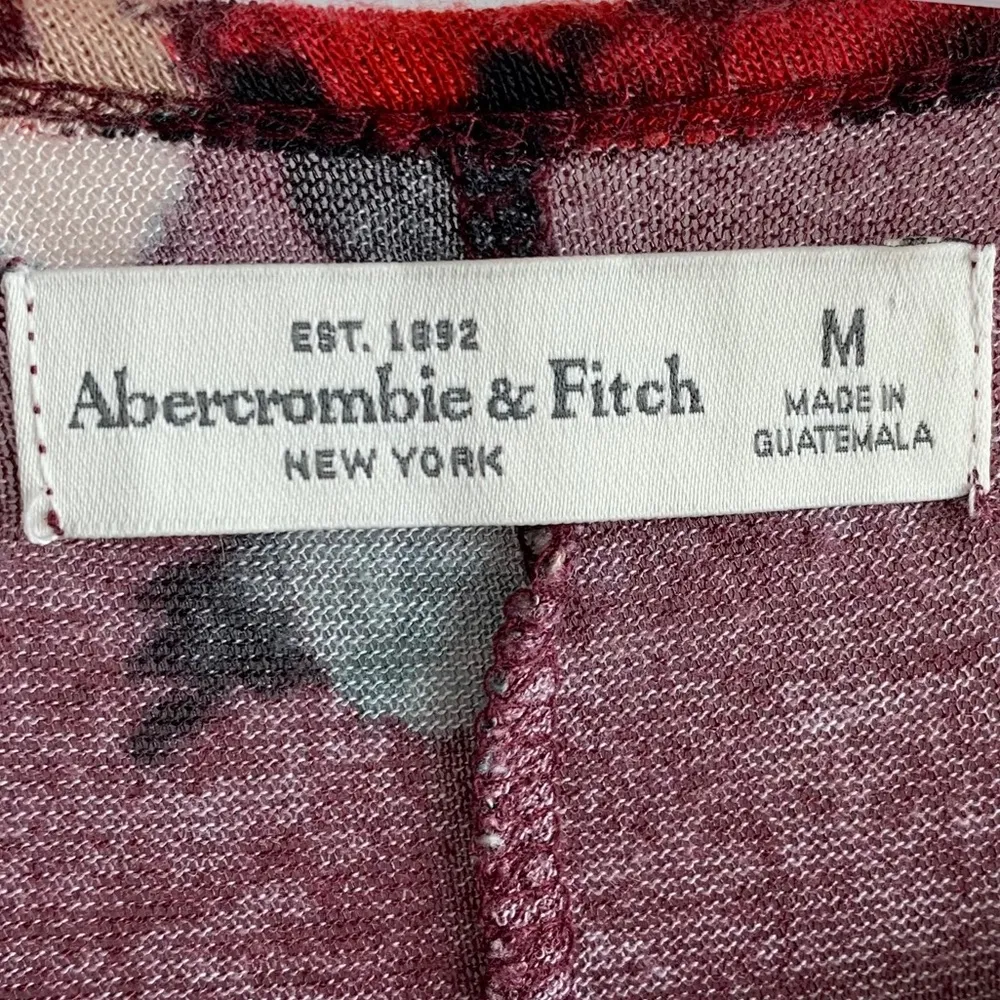 EST. 1892
Abercrombie & Fitch
NEW YORK
M
MADE IN
GUATEMALA